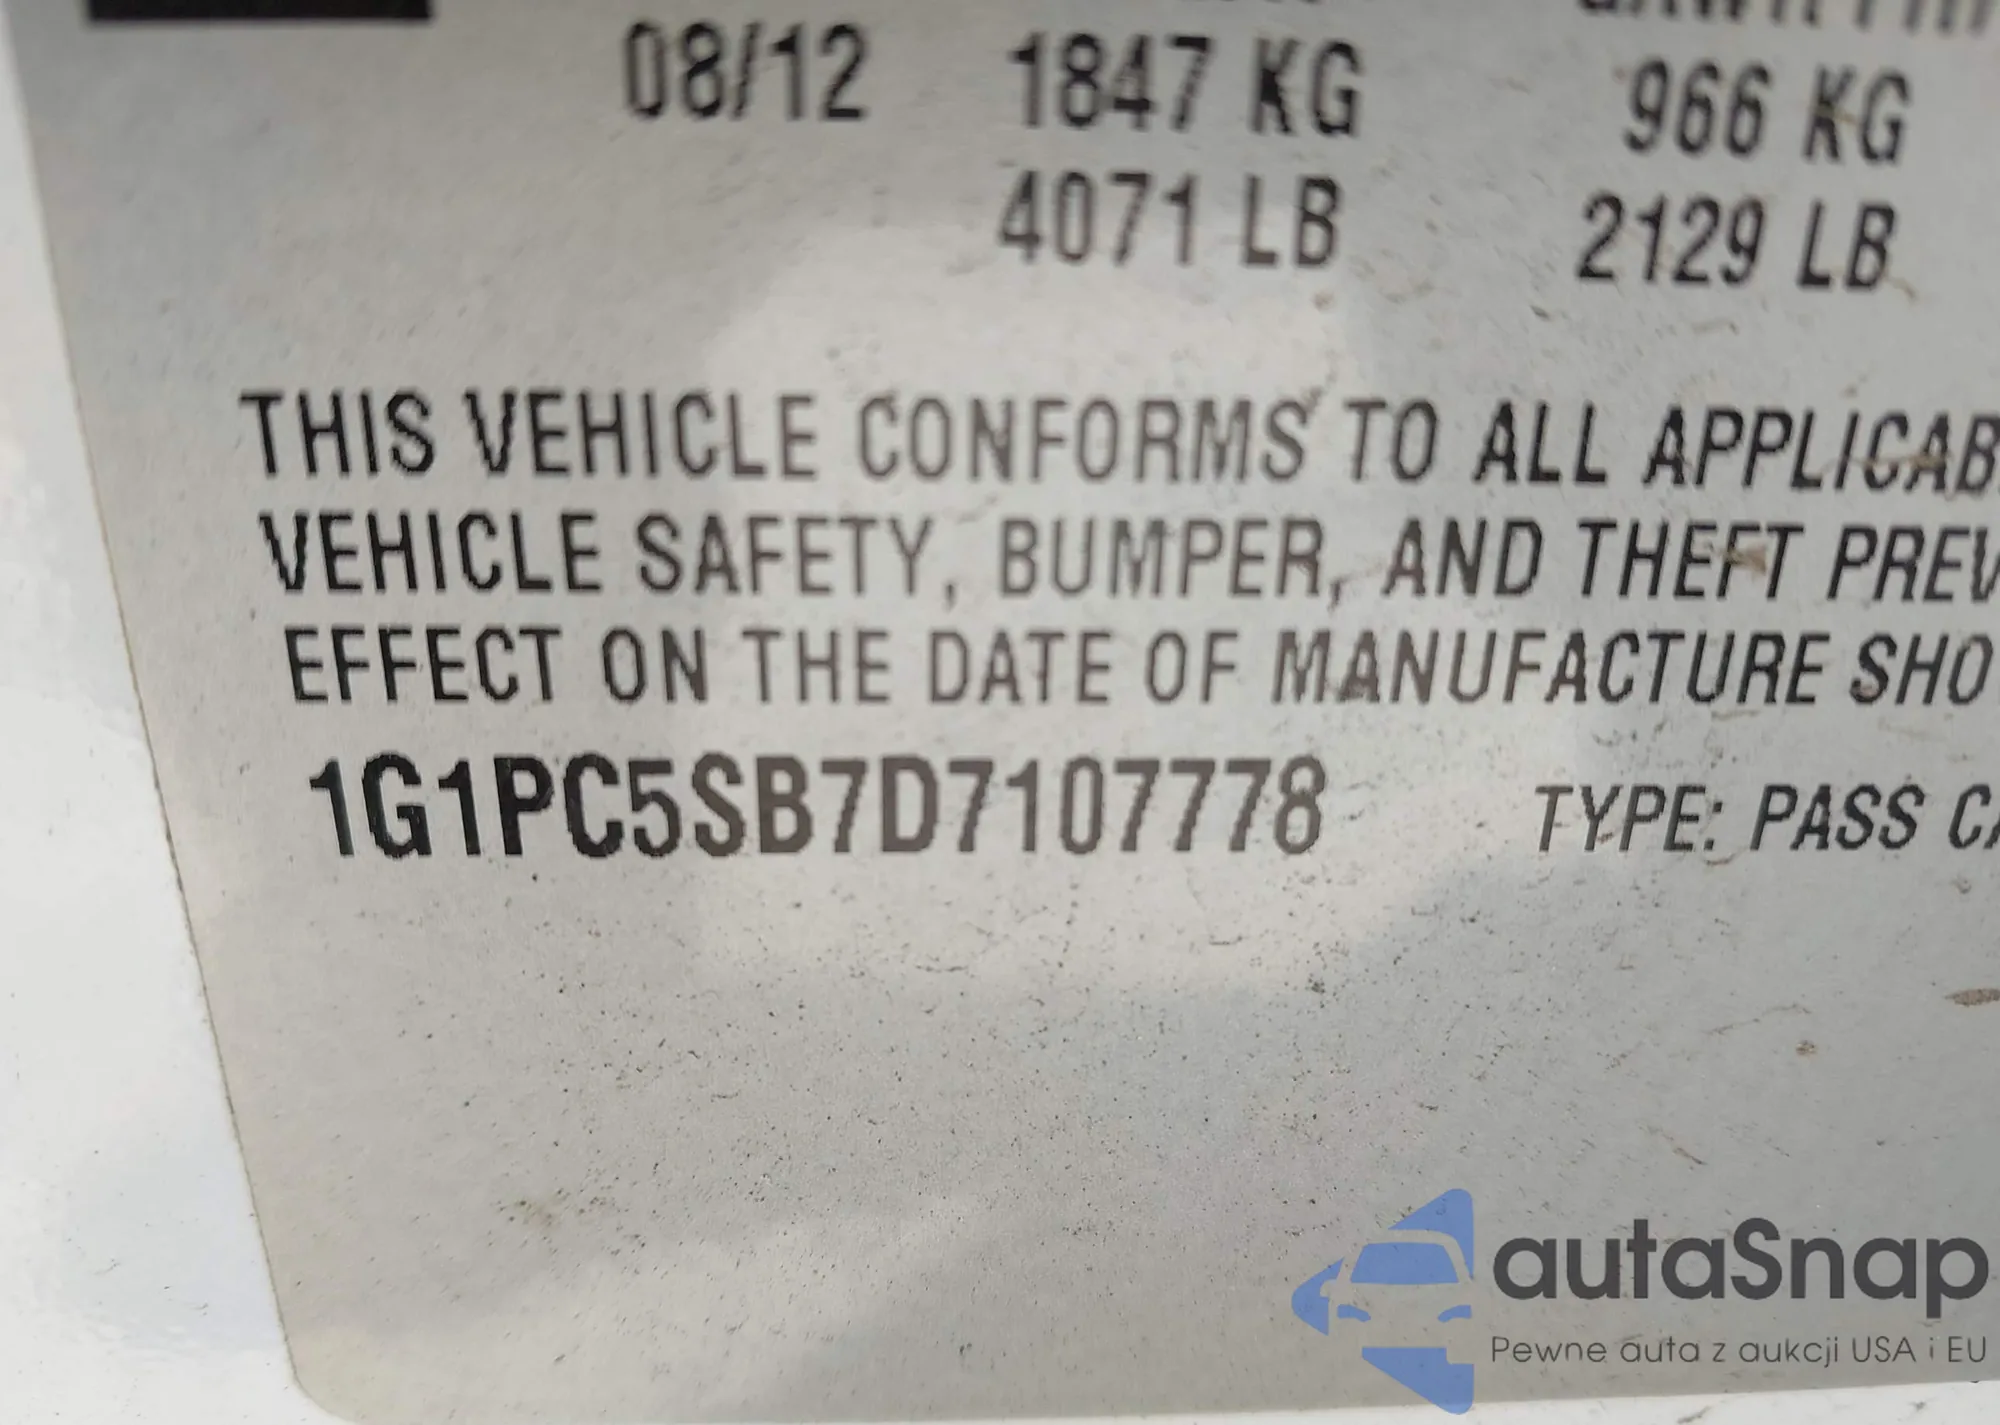 08/12 1847 KG 966 KG
4071 LB 2129 LB
THIS VEHICLE CONFORMS TO ALL APPLICAB
VEHICLE SAFETY, BUMPER, AND THEFT PREV
EFFECT ON THE DATE OF MANUFACTURE SHO
1G1PC5SB7D7107778 TYPE: PASS CA
autaSnap
Pewne auta z aukcji USA i EU